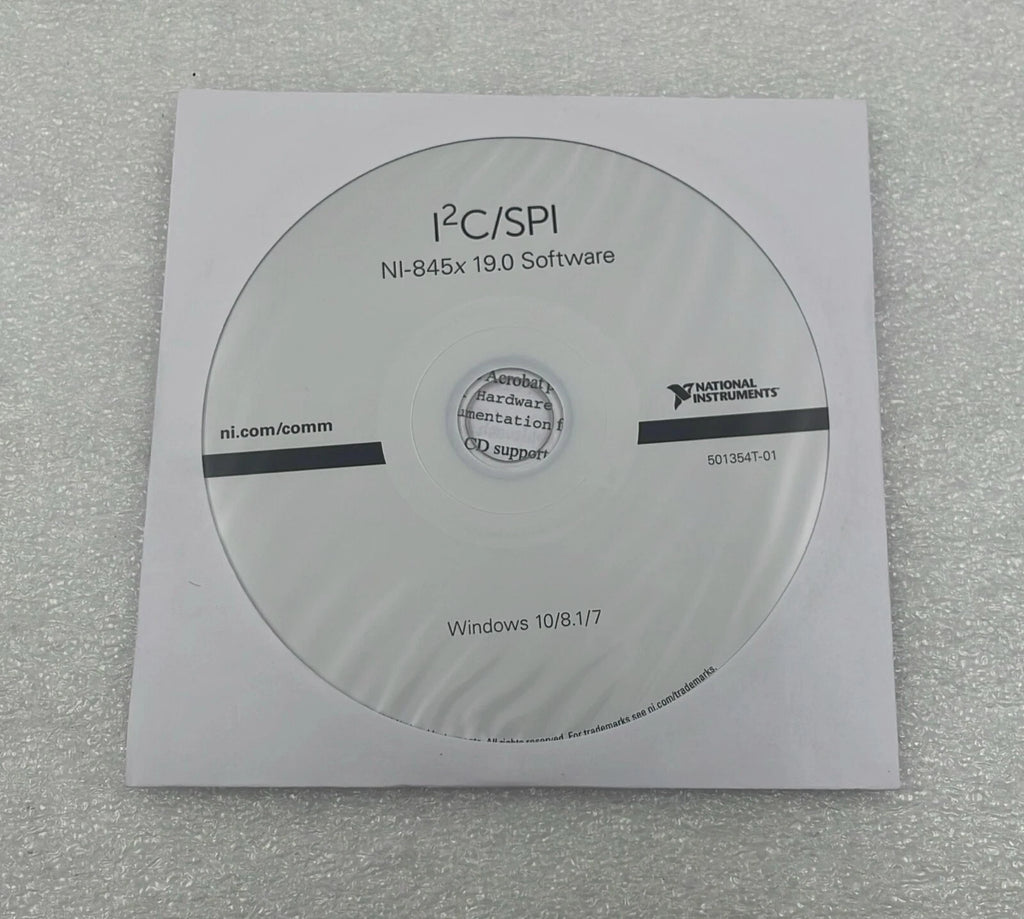 I²C/SPI
NI-845x 19.0 Software
Acrobat
Hardware
umentation f
CD support
NATIONAL
INSTRUMENTS
ni.com/comm
501354T-01
Windows 10/8.1/7
All rights reserved. For trademarks see ni.com/trademarks.